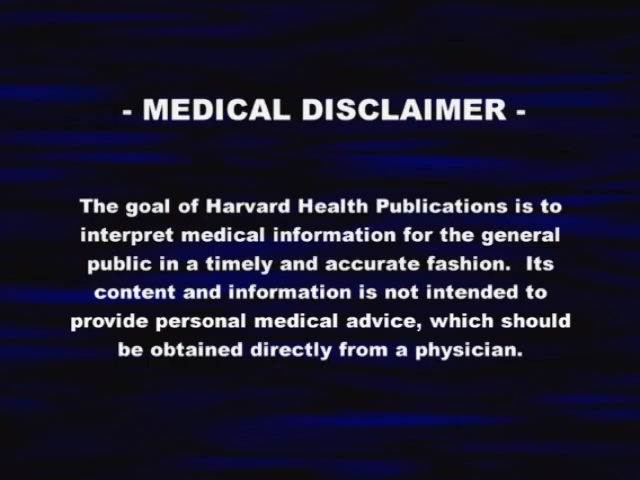 - MEDICAL DISCLAIMER -
The goal of Harvard Health Publications is to
interpret medical information for the general
public in a timely and accurate fashion.  Its
content and information is not intended to
provide personal medical advice, which should
be obtained directly from a physician.